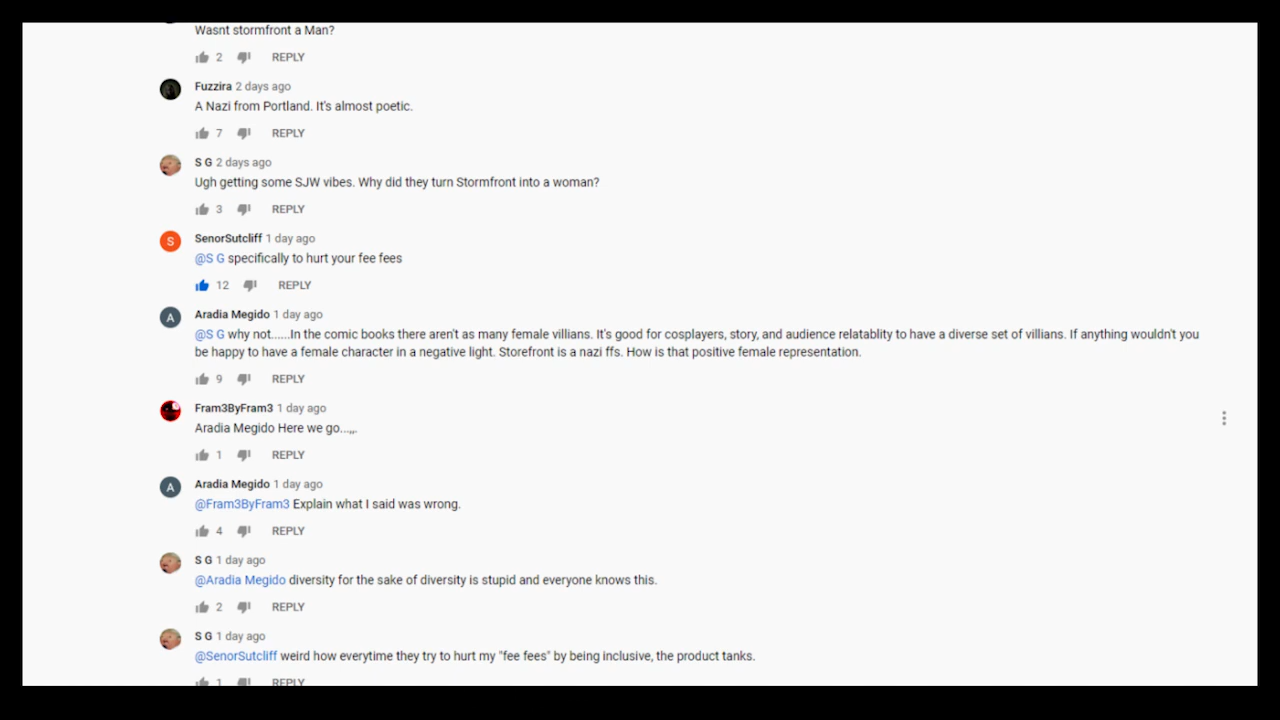 Wasnt stormfront a Man?
2 REPLY
Fuzzira 2 days ago
A Nazi from Portland. It's almost poetic.
7 REPLY
S G 2 days ago
Ugh getting some SJW vibes. Why did they turn Stormfront into a woman?
3 REPLY
S
SenorSutcliff 1 day ago
@S G specifically to hurt your fee fees
12 REPLY
A
Aradia Megido 1 day ago
@S G why not......In the comic books there aren't as many female villians. It's good for cosplayers, story, and audience relatablity to have a diverse set of villians. If anything wouldn't you
be happy to have a female character in a negative light. Storefront is a nazi ffs. How is that positive female representation.
9 REPLY
Fram3ByFram3 1 day ago
Aradia Megido Here we go...,,.
1 REPLY
A
Aradia Megido 1 day ago
@Fram3ByFram3 Explain what I said was wrong.
4 REPLY
S G 1 day ago
@Aradia Megido diversity for the sake of diversity is stupid and everyone knows this.
2 REPLY
S G 1 day ago
@SenorSutcliff weird how everytime they try to hurt my "fee fees" by being inclusive, the product tanks.
1 REPLY